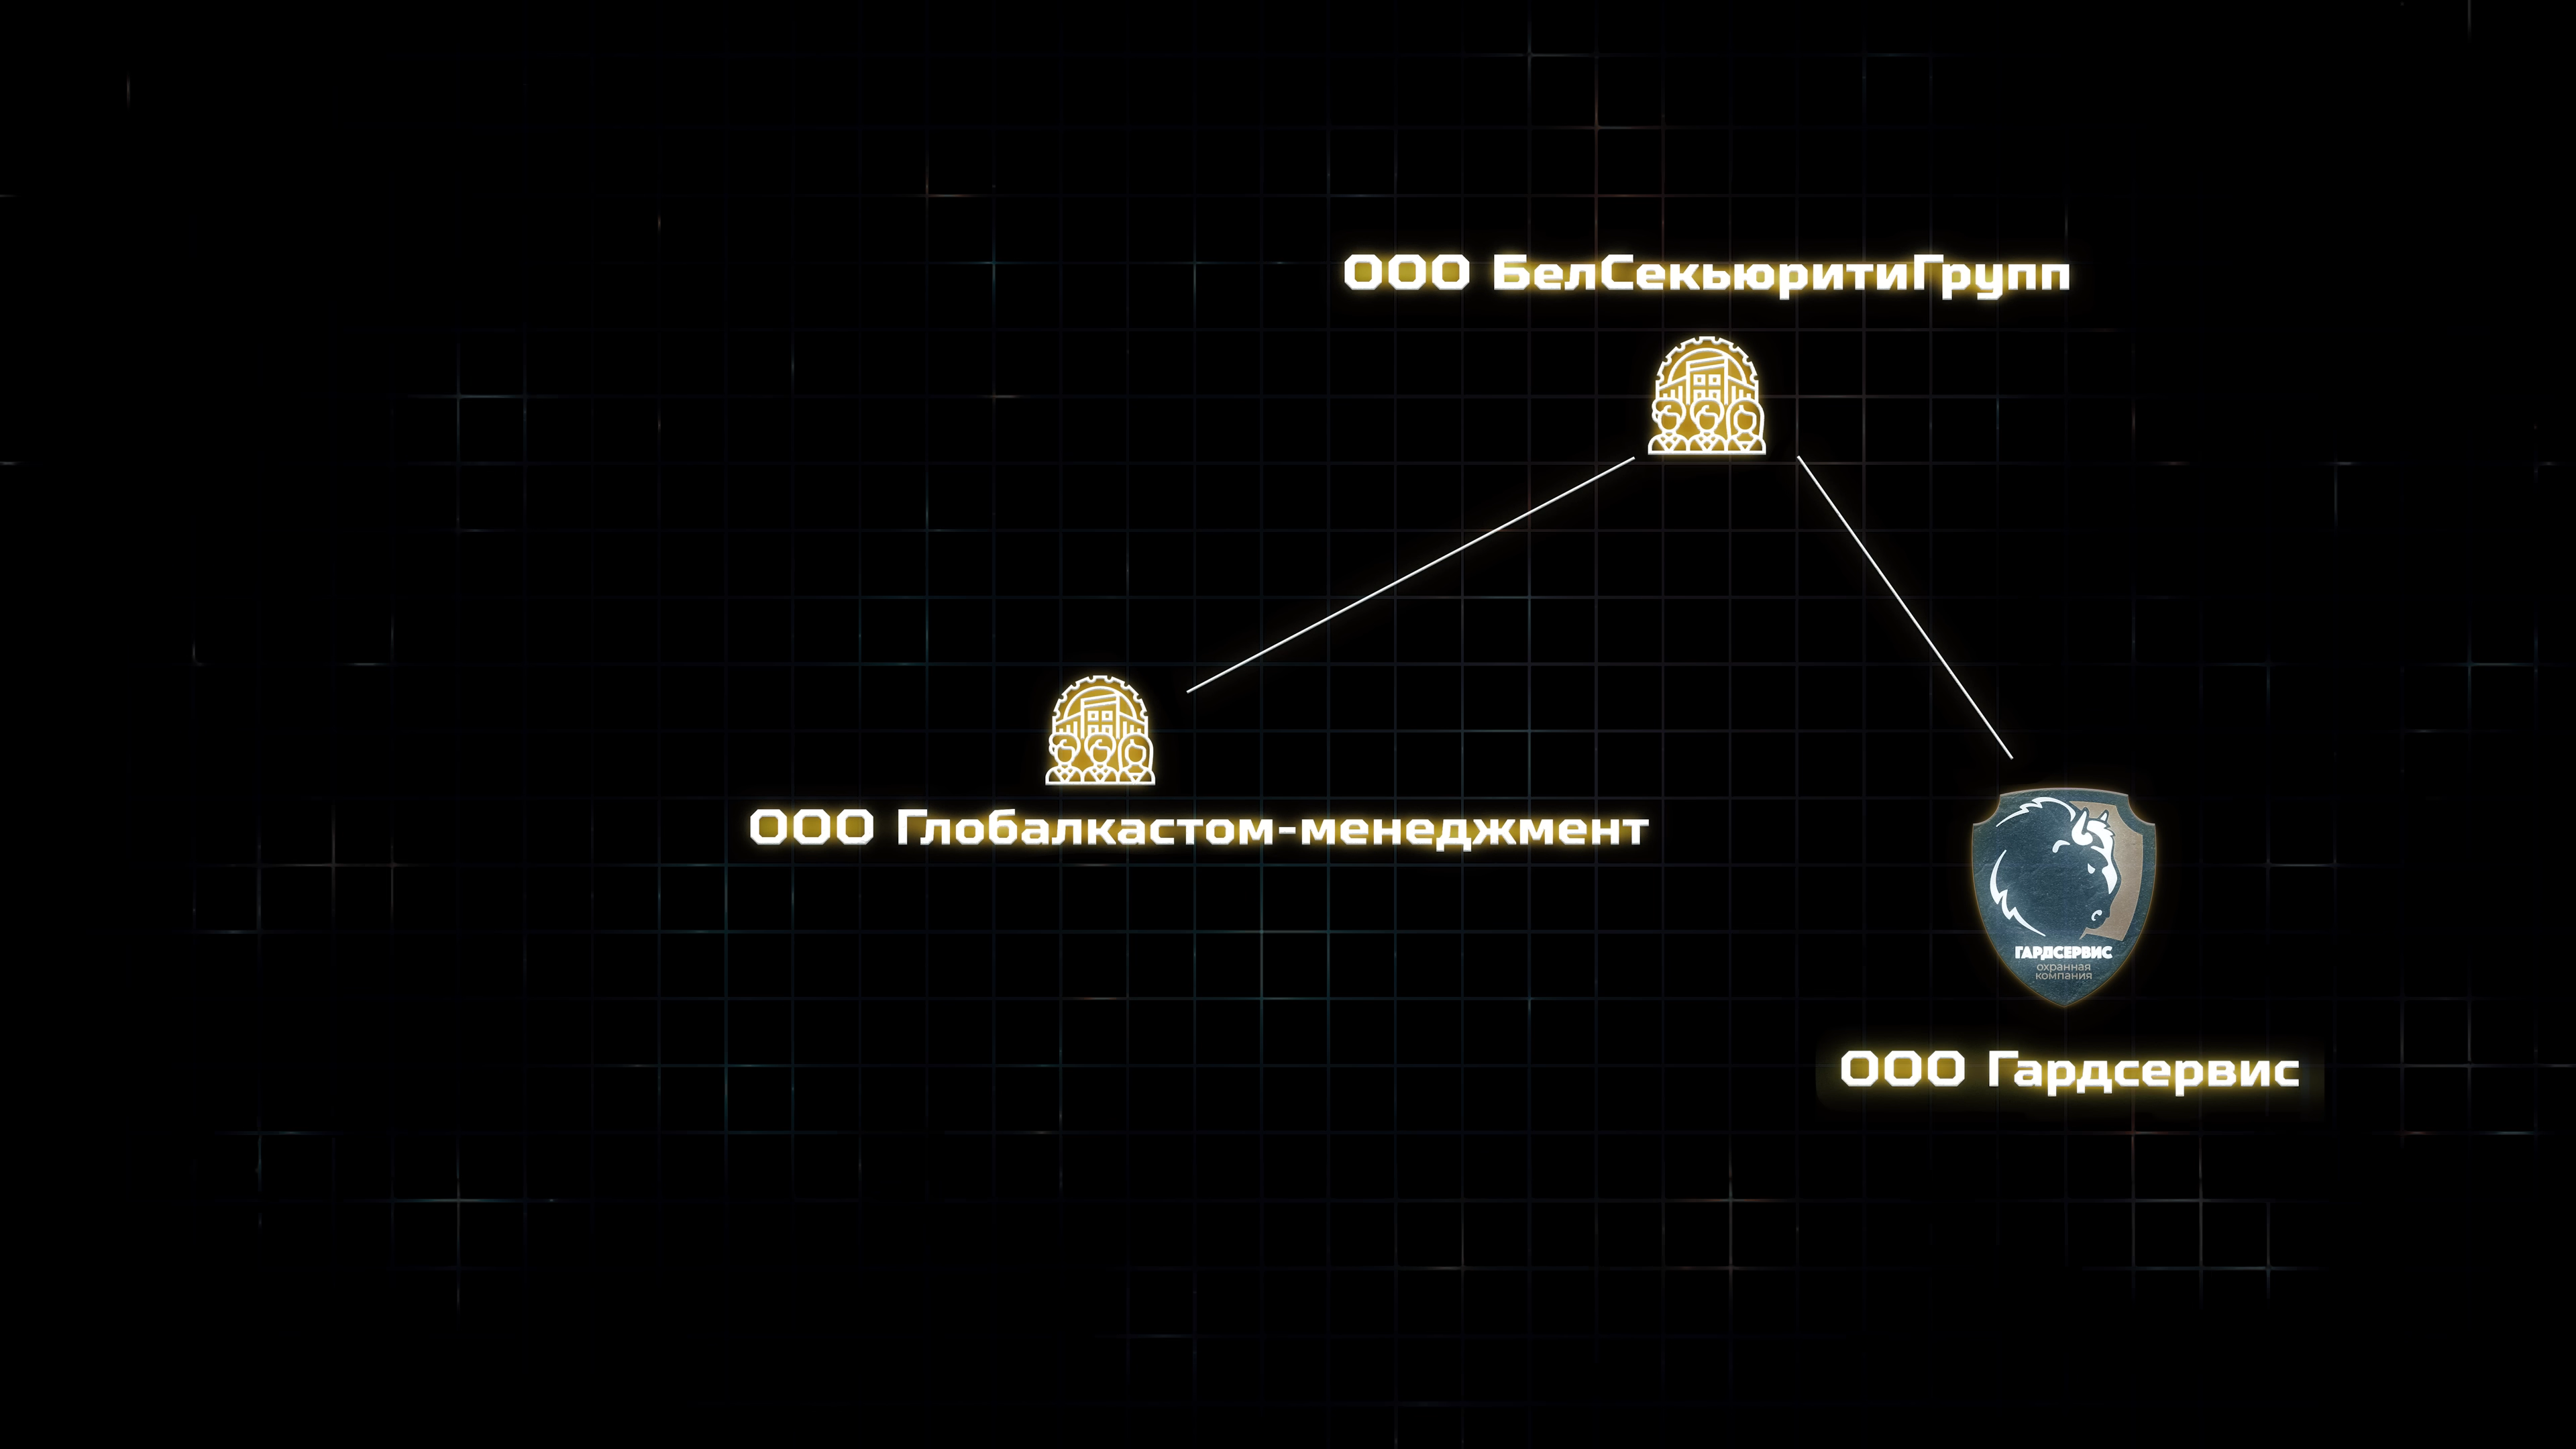 ООО БелСекьюритиГрупп
ООО Глобалкастом-менеджмент
ГАРДСЕРВИС
охранная
компания
ООО Гардсервис